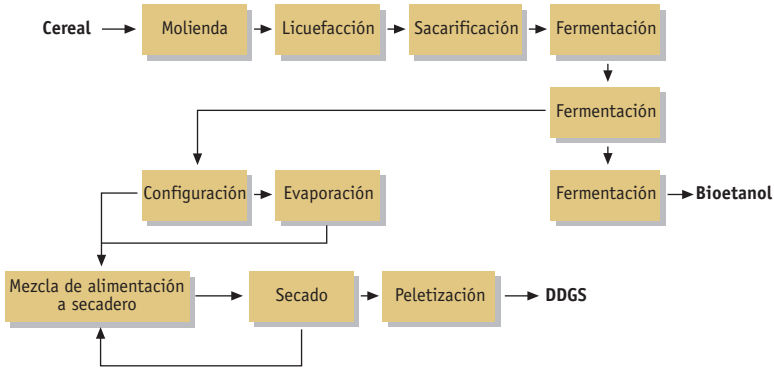 Cereal
Molienda
Licuefacción
Sacarificación
Fermentación
Fermentación
Configuración
Evaporación
Fermentación
Bioetanol
Mezcla de alimentación
a secadero
Secado
Peletización
DDGS